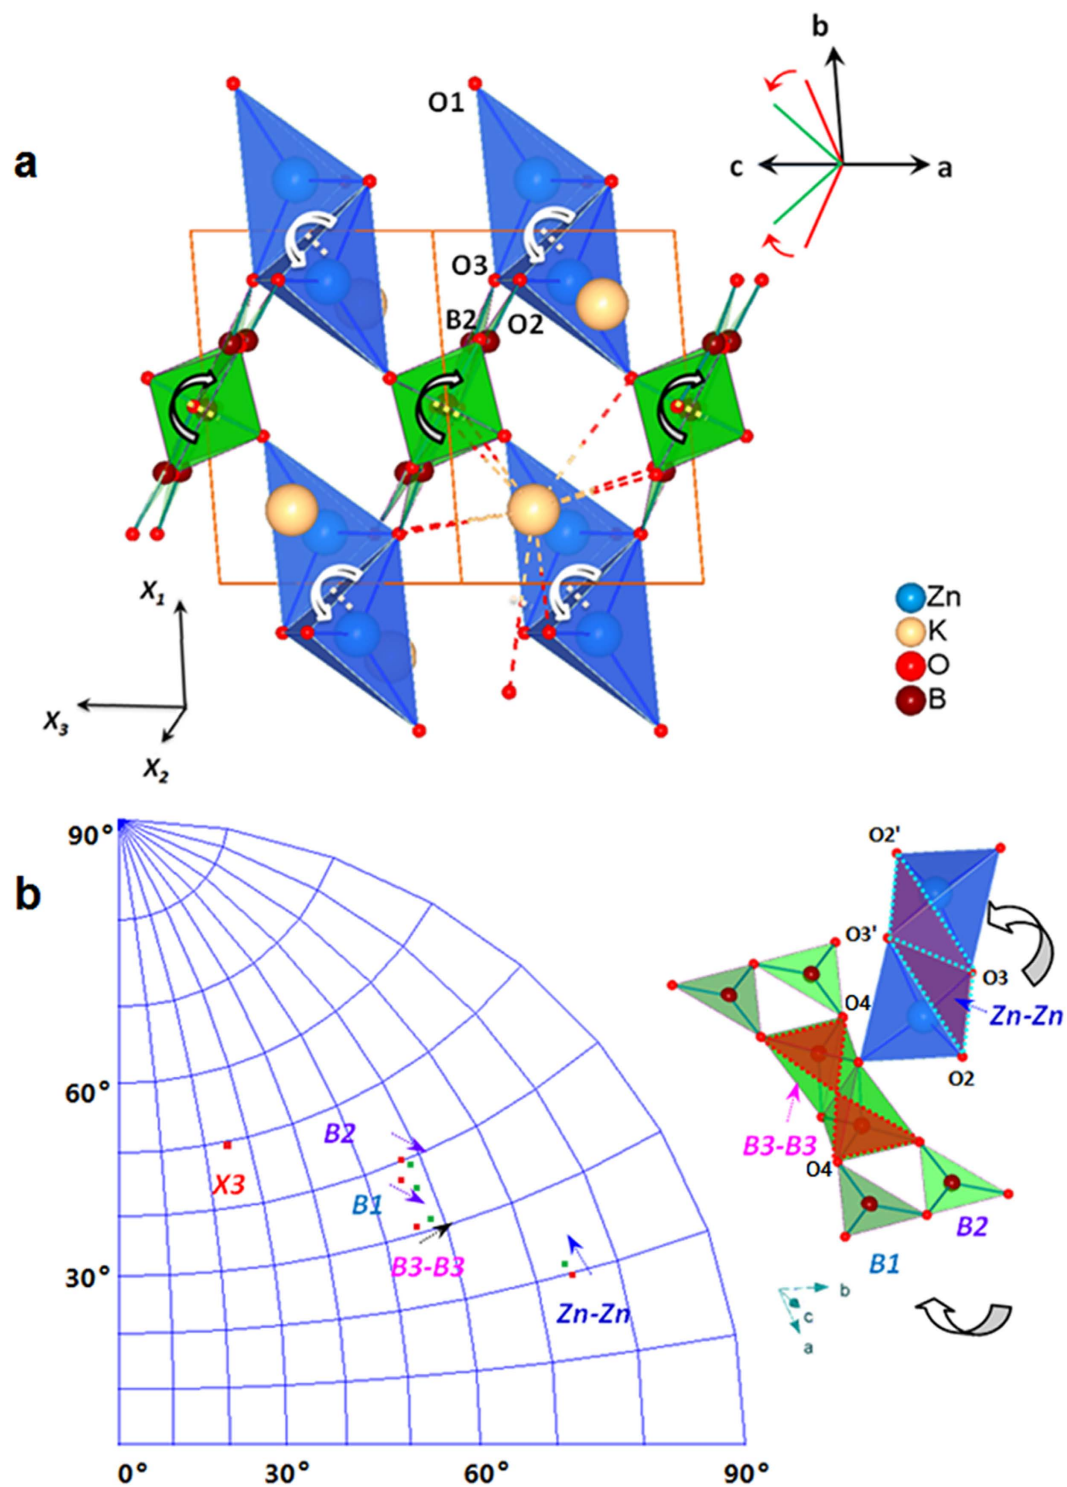 a
b
c
a
O1
O3
B2
O2
X1
X3
X2
Zn
K
O
B
b
90°
60°
30°
0°
30°
60°
90°
X3
B2
B1
B3-B3
Zn-Zn
O2'
O3'
O3
O4
Zn-Zn
O2
B3-B3
O4
B2
B1
b
c
a